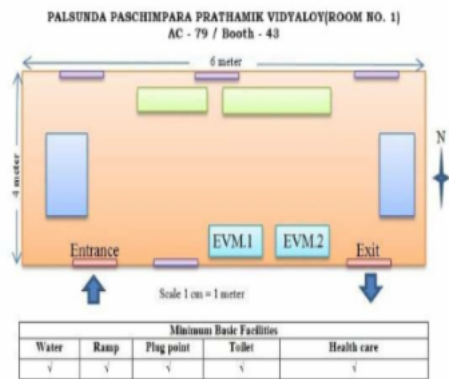 PALSUNDA PASCHIMPARA PRATHAMIK VIDYALOY(ROOM NO. 1)
AC - 79 / Booth - 43
6 meter
4 meter
N
EVM.1 EVM.2
Entrance Exit
Scale 1 cm = 1 meter
Minimum Basic Facilities
Water Ramp Plug point Toilet Health care
√ √ √ √ √